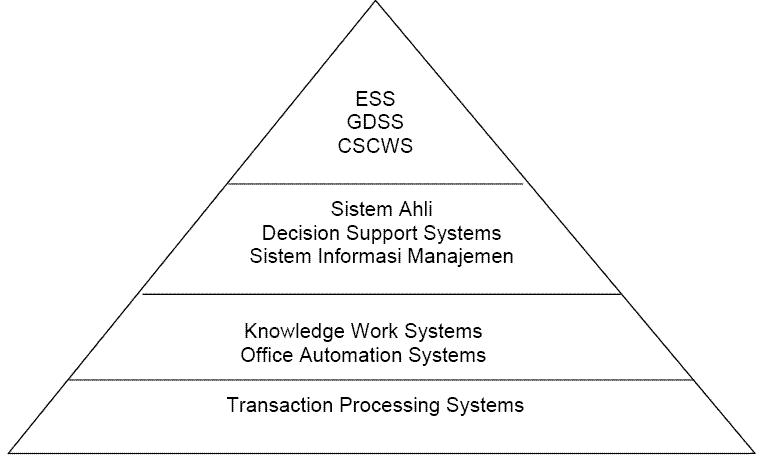 ESS
GDSS
CSCWS
Sistem Ahli
Decision Support Systems
Sistem Informasi Manajemen
Knowledge Work Systems
Office Automation Systems
Transaction Processing Systems